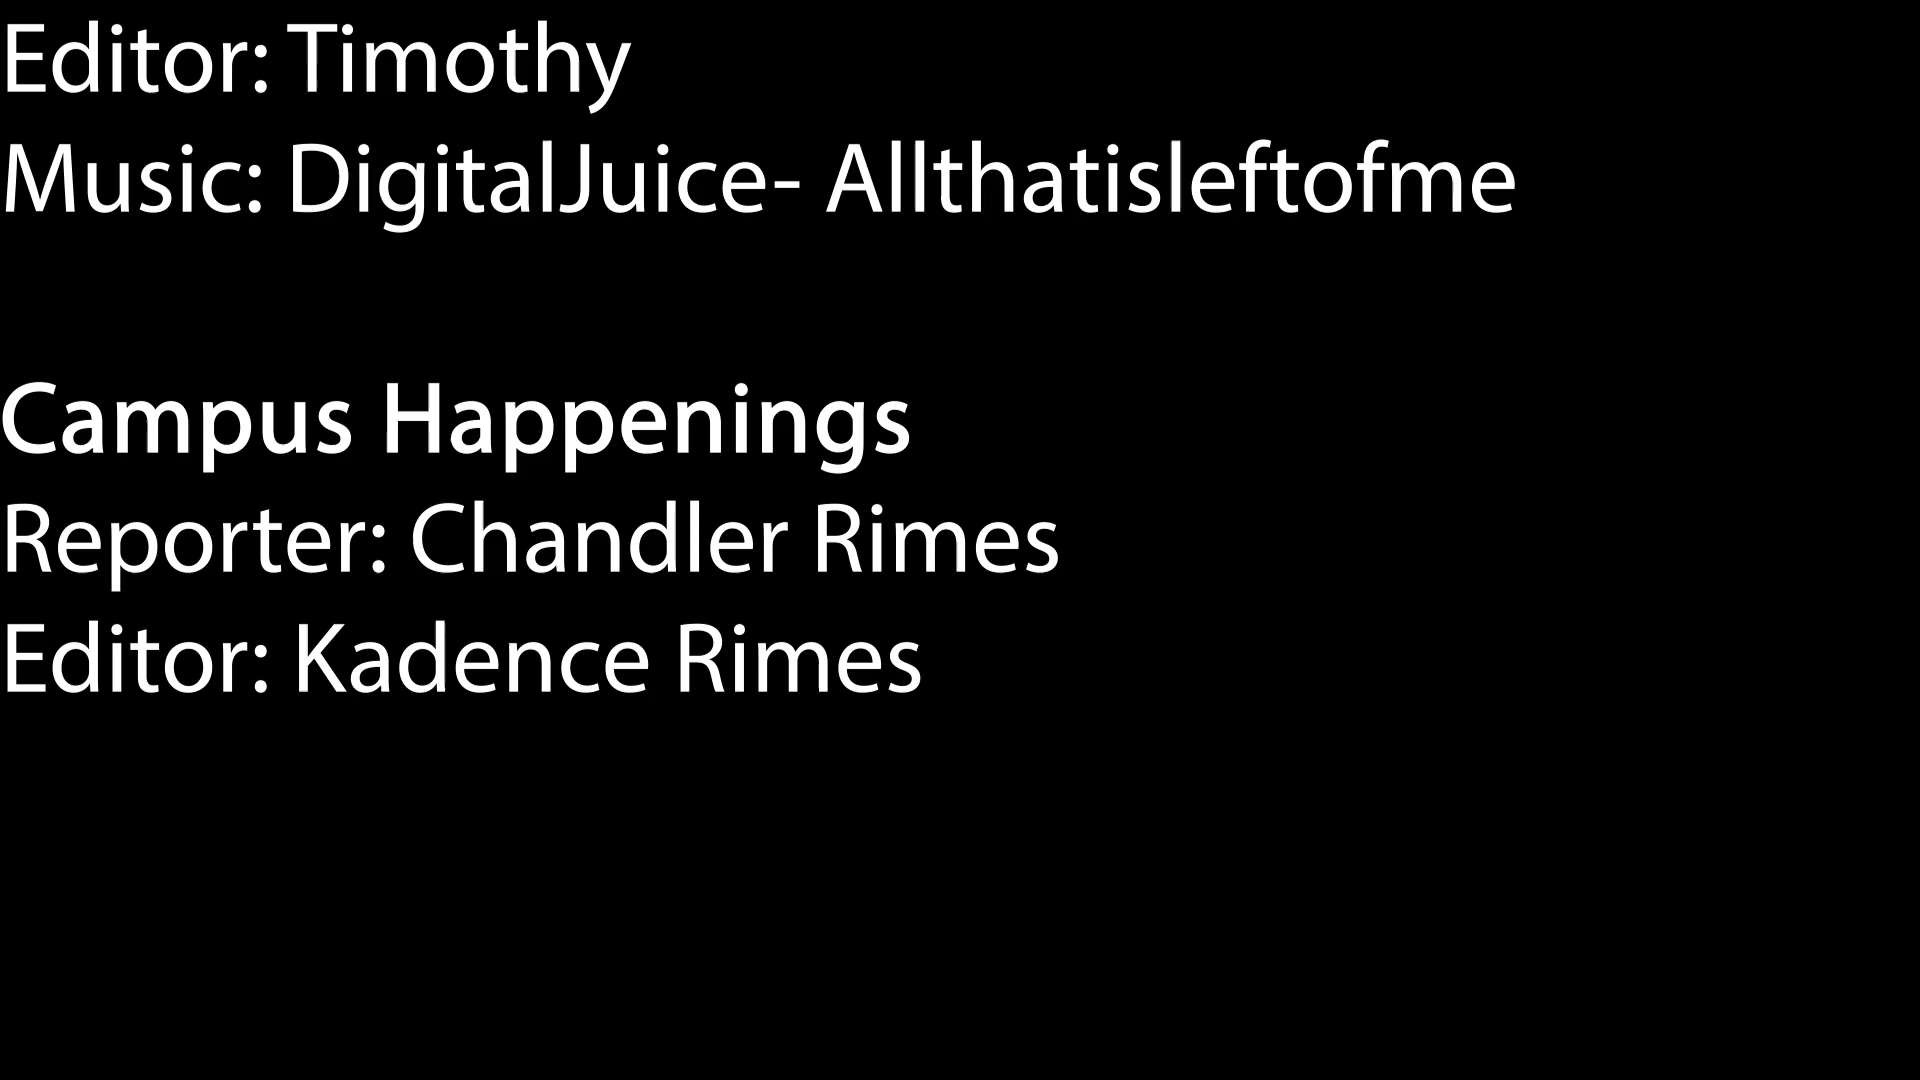 Editor: Timothy
Music: DigitalJuice- Allthatisleftofme
Campus Happenings
Reporter: Chandler Rimes
Editor: Kadence Rimes